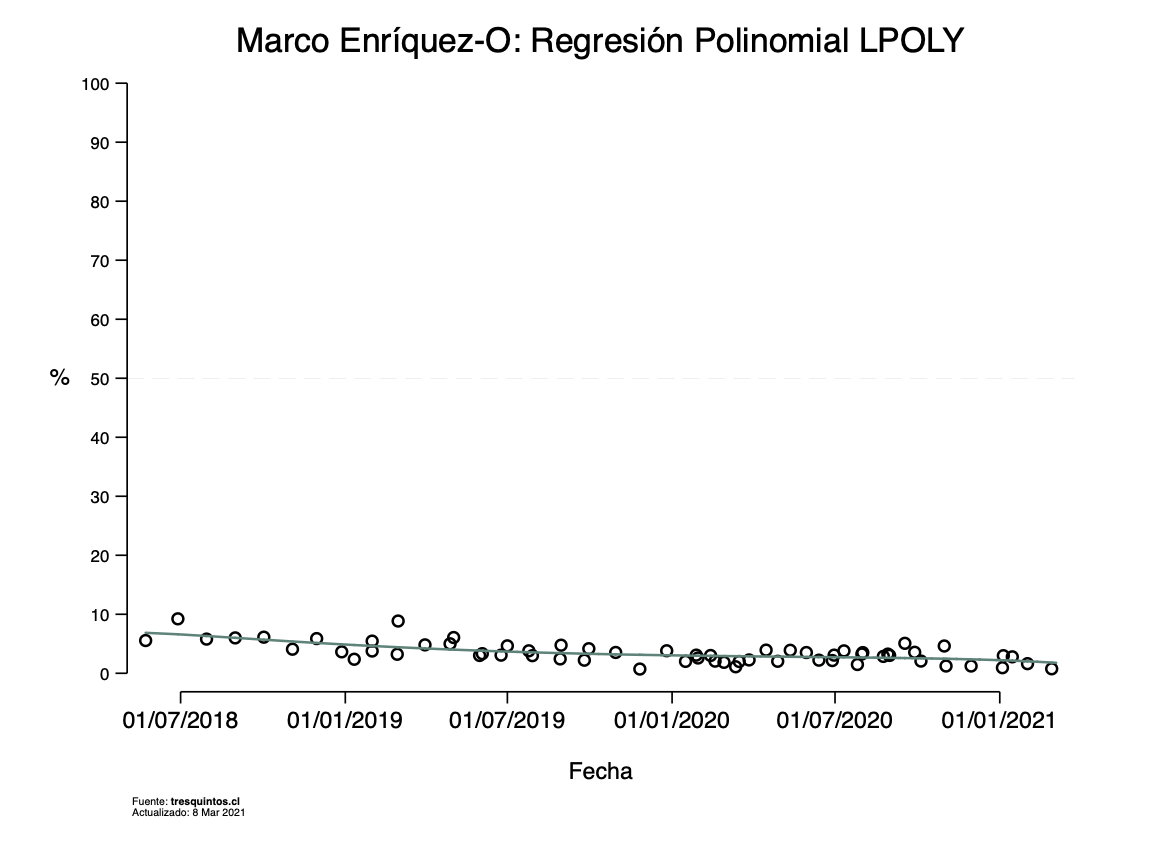 Marco Enríquez-O: Regresión Polinomial LPOLY
100
90
80
70
60
% 50
40
30
20
10
0
01/07/2018 01/01/2019 01/07/2019 01/01/2020 01/07/2020 01/01/2021
Fecha
Fuente: tresquintos.cl
Actualizado: 8 Mar 2021